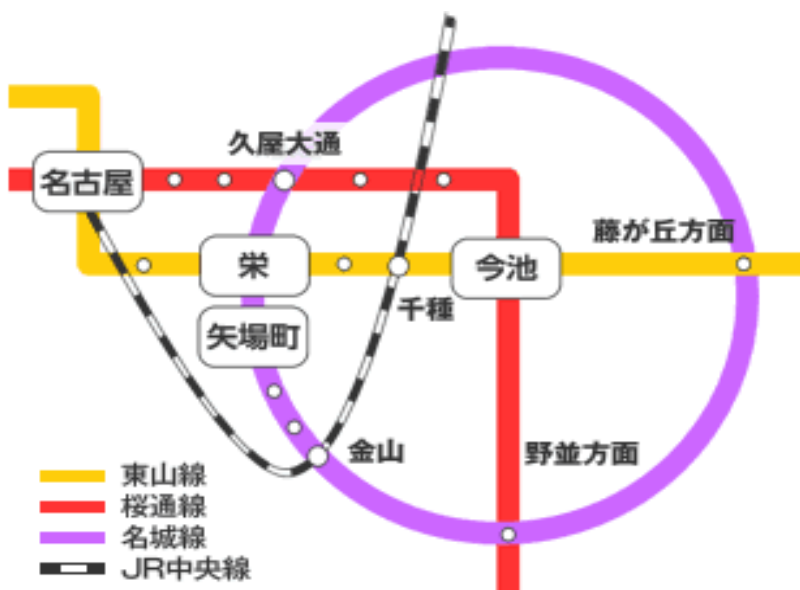 久屋大通
名古屋
藤が丘方面
栄
今池
千種
矢場町
金山
野並方面
東山線
桜通線
名城線
JR中央線